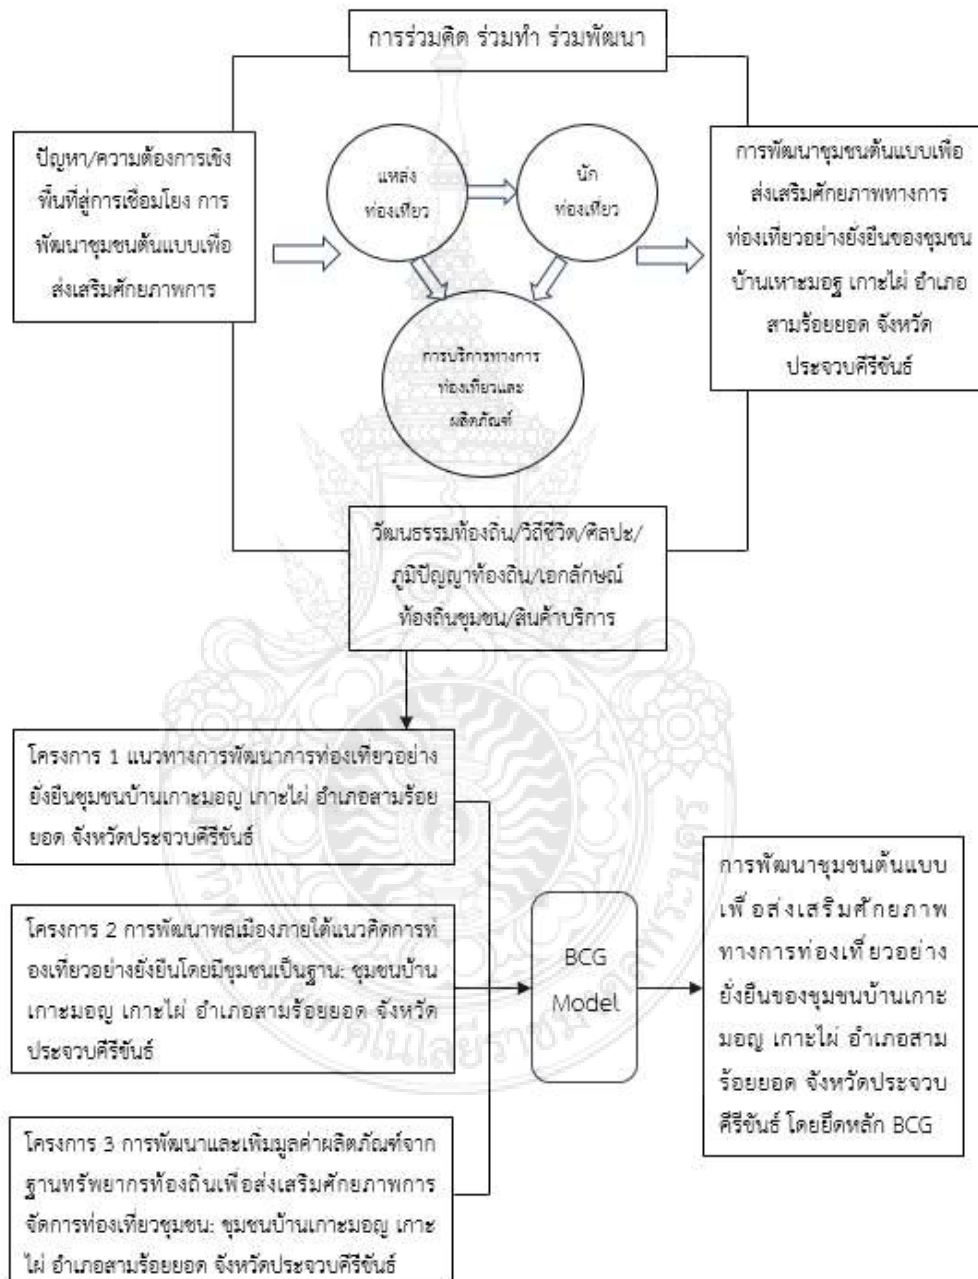 การร่วมคิด ร่วมทำ ร่วมพัฒนา
ปัญหา/ความต้องการเชิง
พื้นที่สู่การเชื่อมโยง การ
พัฒนาชุมชนต้นแบบเพื่อ
ส่งเสริมศักยภาพการ
แหล่ง
ท่องเที่ยว
นัก
ท่องเที่ยว
การบริการทางการ
ท่องเที่ยวและ
ผลิตภัณฑ์
การพัฒนาชุมชนต้นแบบเพื่อ
ส่งเสริมศักยภาพทางการ
ท่องเที่ยวอย่างยั่งยืนของชุมชน
บ้านเหาะมอฐ เกาะไผ่ อำเภอ
สามร้อยยอด จังหวัด
ประจวบคีรีขันธ์
วัฒนธรรมท้องถิ่น/วิถีชีวิต/ศิลปะ/
ภูมิปัญญาท้องถิ่น/เอกลักษณ์
ท้องถิ่นชุมชน/สินค้าบริการ
โครงการ 1 แนวทางการพัฒนาการท่องเที่ยวอย่าง
ยั่งยืนชุมชนบ้านเกาะมอญ เกาะไผ่ อำเภอสามร้อย
ยอด จังหวัดประจวบคีรีขันธ์
โครงการ 2 การพัฒนาพลเมืองภายใต้แนวคิดการท่
องเที่ยวอย่างยั่งยืนโดยมีชุมชนเป็นฐาน: ชุมชนบ้าน
เกาะมอญ เกาะไผ่ อำเภอสามร้อยยอด จังหวัด
ประจวบคีรีขันธ์
โครงการ 3 การพัฒนาและเพิ่มมูลค่าผลิตภัณฑ์จาก
ฐานทรัพยากรท้องถิ่นเพื่อส่งเสริมศักยภาพการ
จัดการท่องเที่ยวชุมชน: ชุมชนบ้านเกาะมอญ เกาะ
ไผ่ อำเภอสามร้อยยอด จังหวัดประจวบคีรีขันธ์
BCG
Model
การพัฒนาชุมชนต้นแบบ
เพื่อส่งเสริมศักยภาพ
ทางการท่องเที่ยวอย่าง
ยั่งยืนของชุมชนบ้านเกาะ
มอญ เกาะไผ่ อำเภอสาม
ร้อยยอด จังหวัดประจวบ
คีรีขันธ์ โดยยึดหลัก BCG